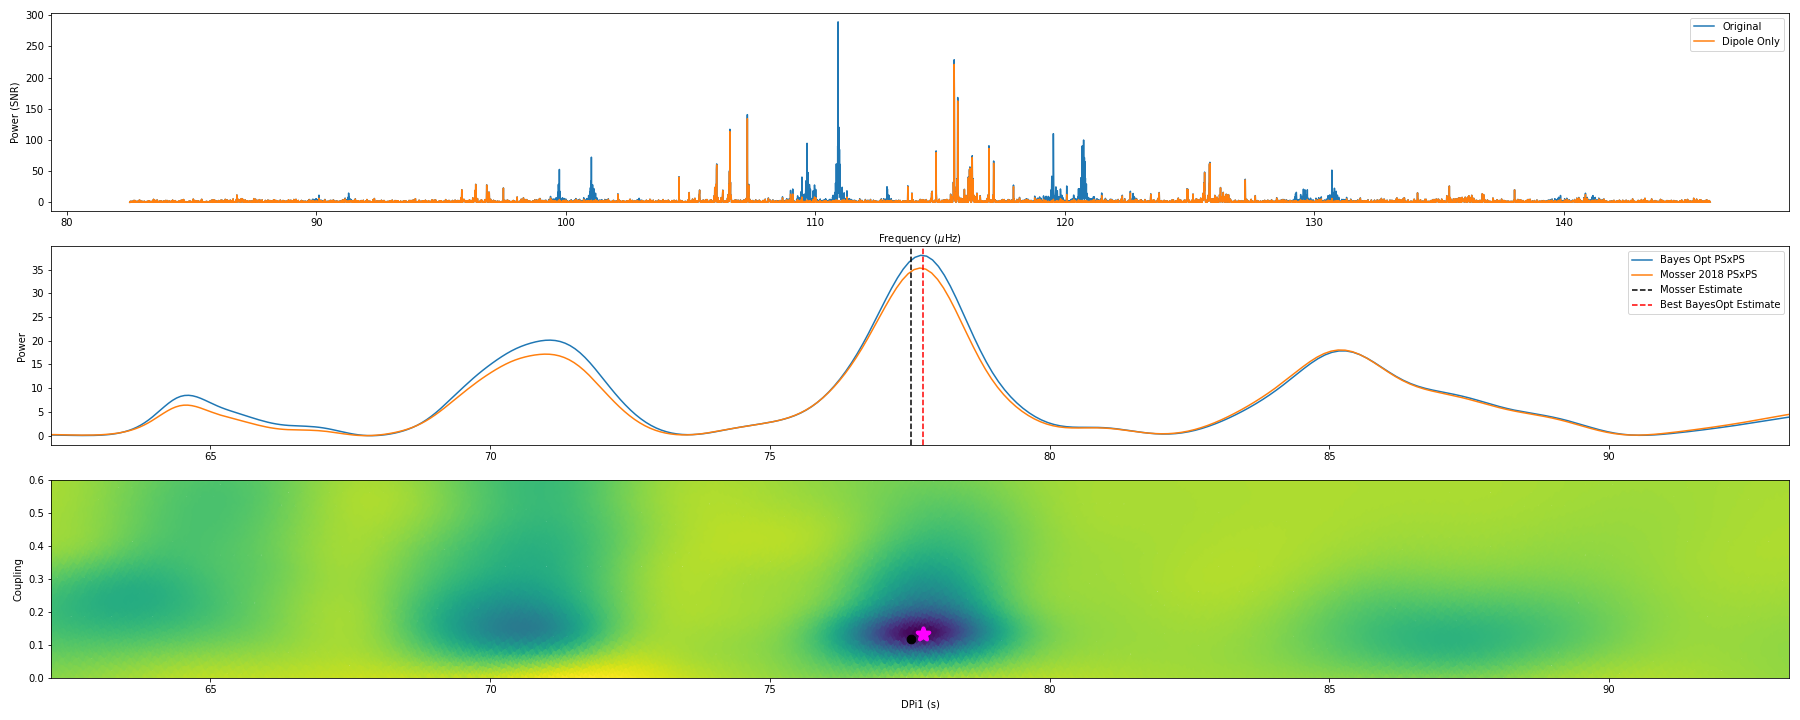 300
250
200
150
100
50
0
Power (SNR)
Original
Dipole Only
80 90 100 110 120 130 140
Frequency (μHz)
35
30
25
20
15
10
5
0
Power
Bayes Opt PSxPS
Mosser 2018 PSxPS
Mosser Estimate
Best BayesOpt Estimate
65 70 75 80 85 90
0.6
0.5
0.4
0.3
0.2
0.1
0.0
Coupling
65 70 75 80 85 90
DPi1 (s)